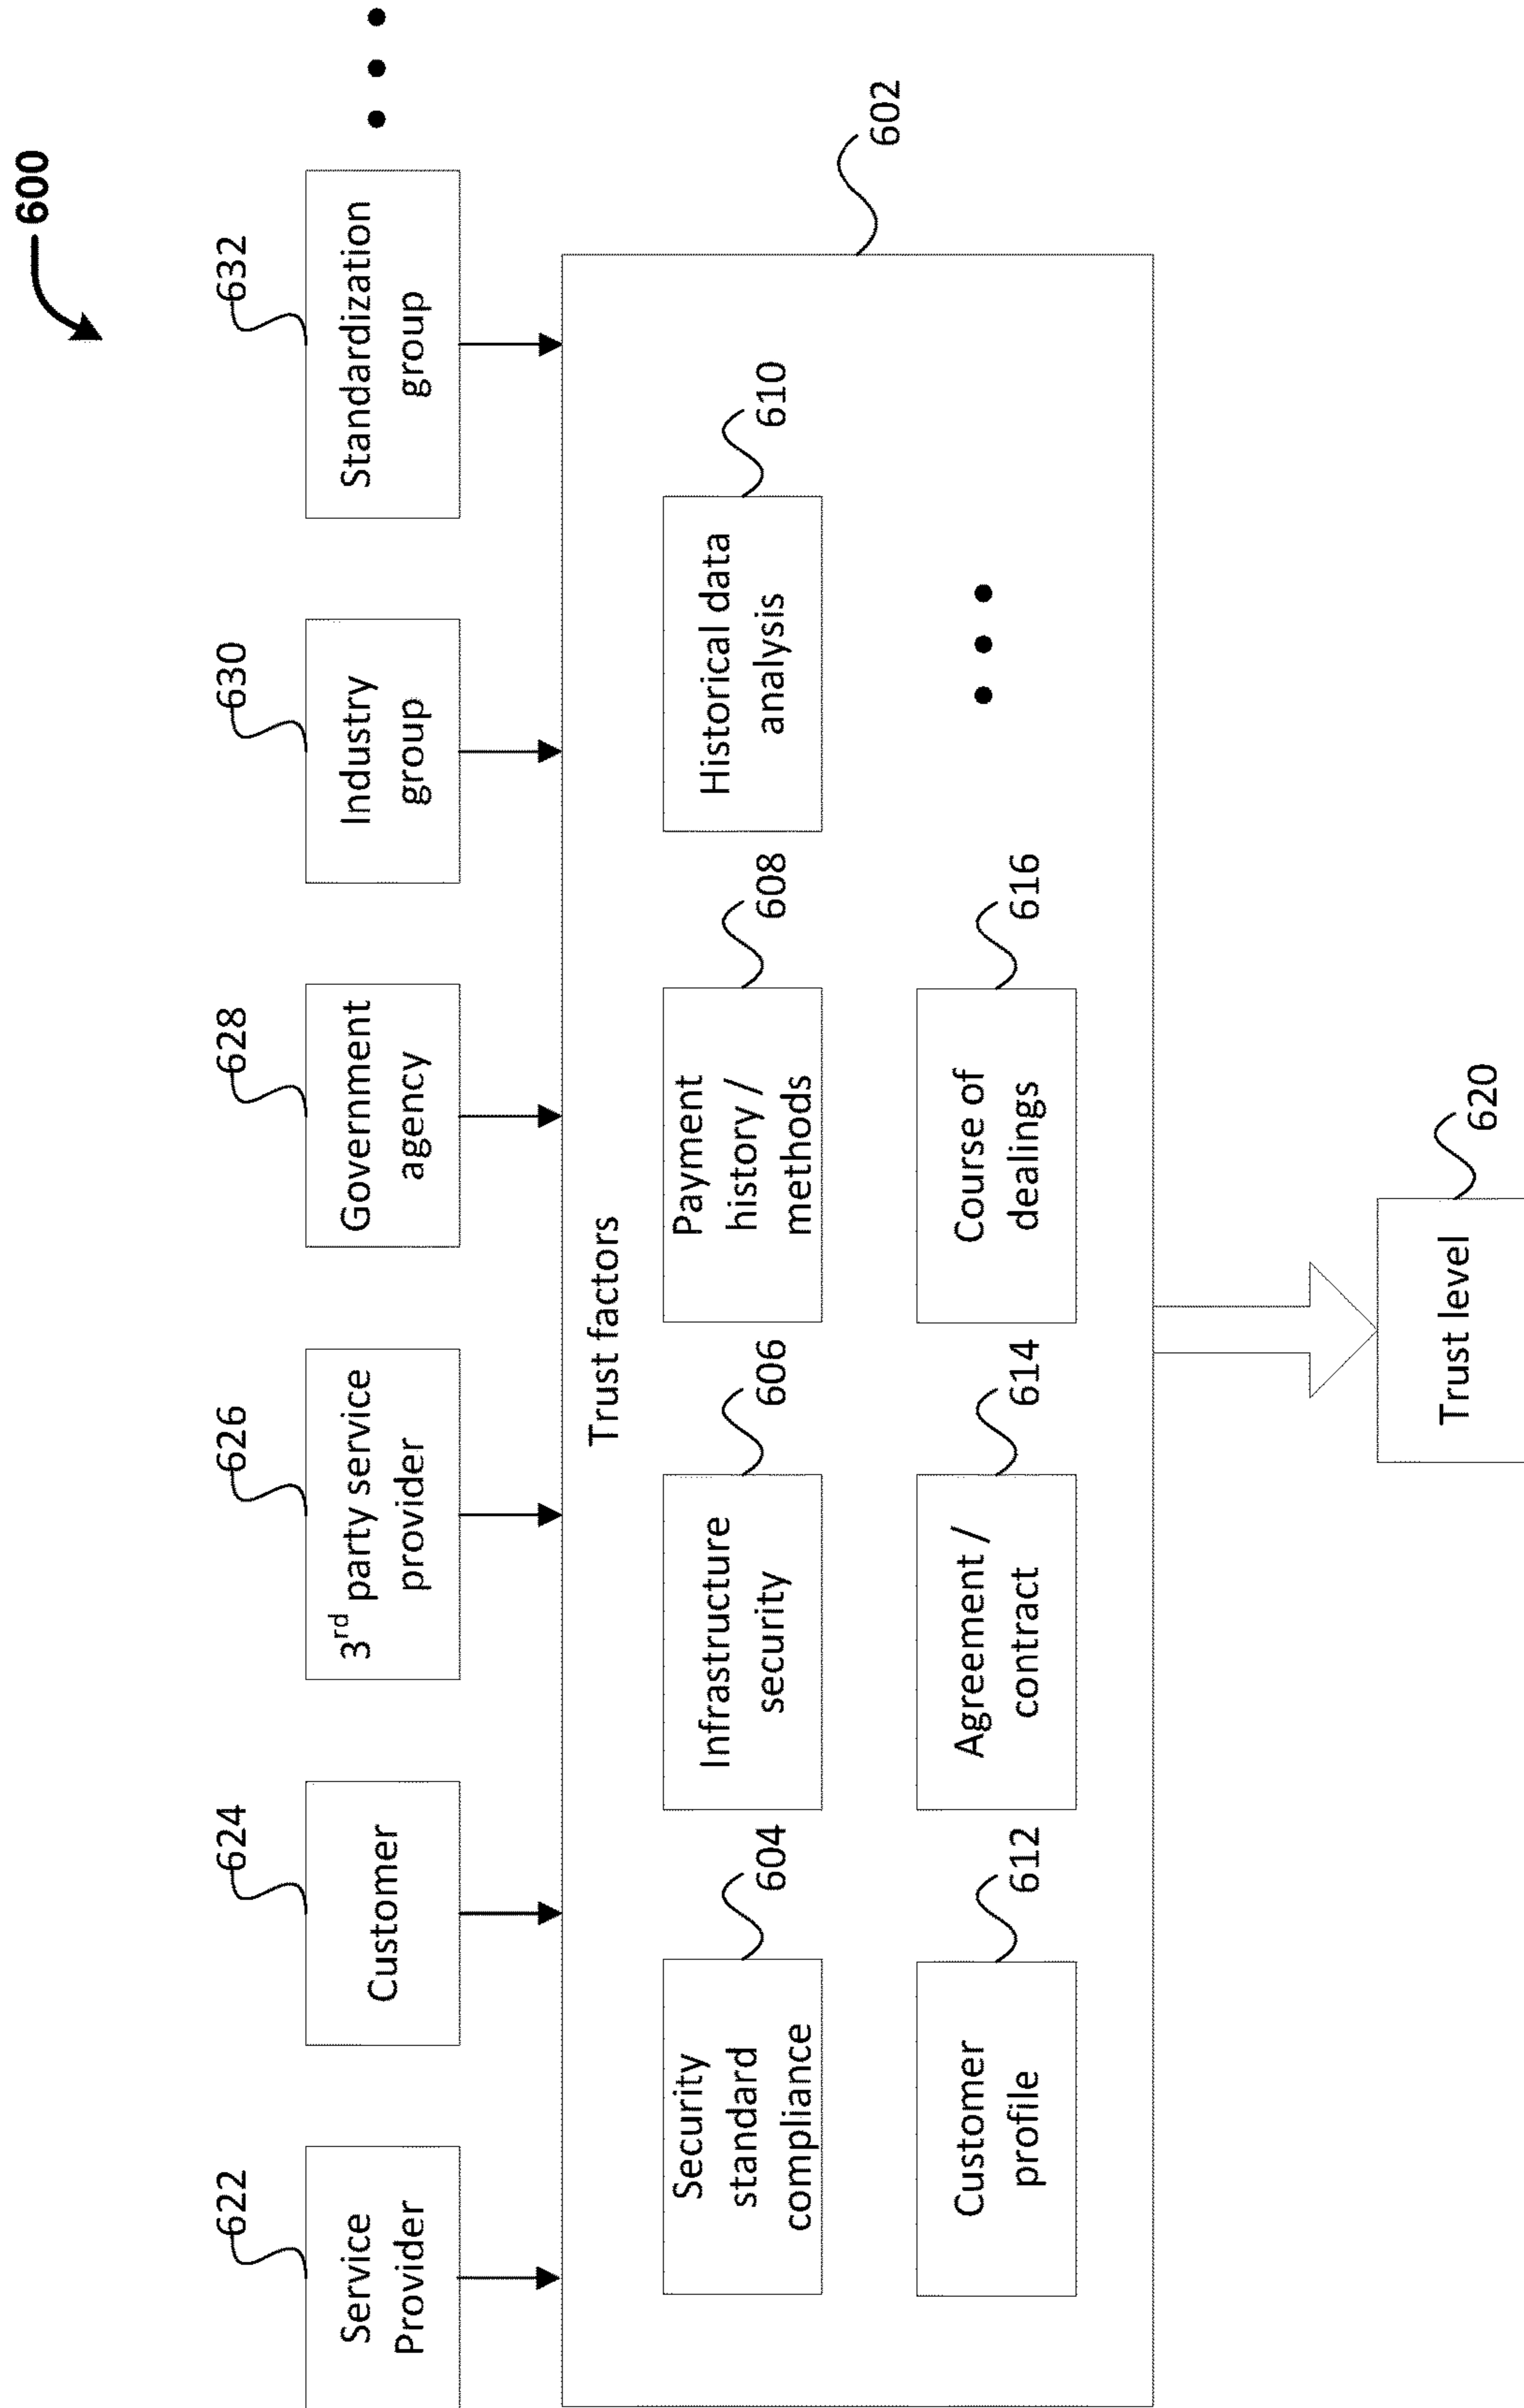 600
622
624
626
628
630
632
Service
Provider
Customer
3rd party service
provider
Government
agency
Industry
group
Standardization
group
602
Trust factors
604
Security
standard
compliance
606
Infrastructure
security
608
Payment
history /
methods
610
Historical data
analysis
612
Customer
profile
614
Agreement /
contract
616
Course of
dealings
620
Trust level